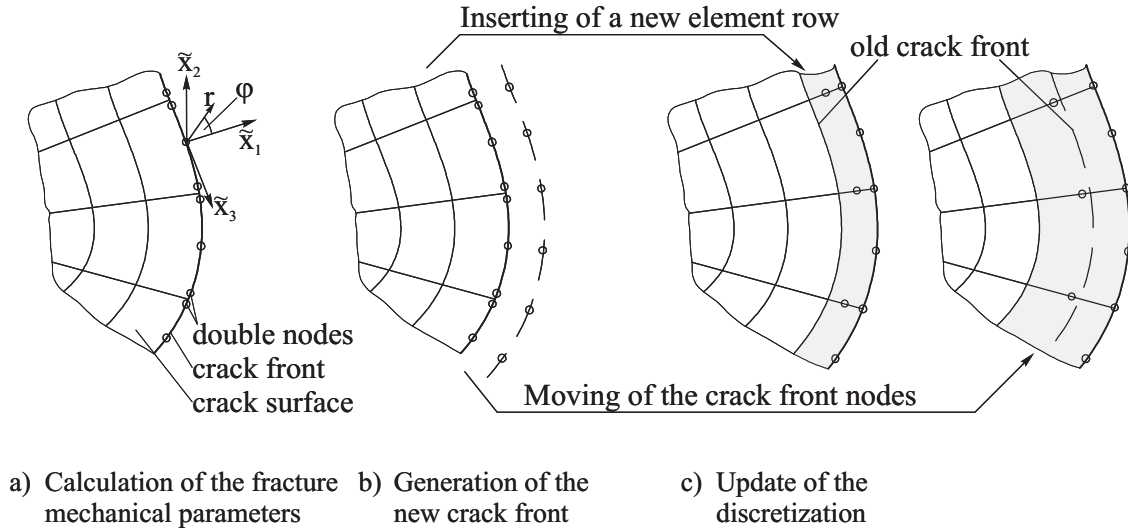 Inserting of a new element row
old crack front
x̃₂
r
φ
x̃₁
x̃₃
double nodes
crack front
crack surface
Moving of the crack front nodes
a) Calculation of the fracture
mechanical parameters
b) Generation of the
new crack front
c) Update of the
discretization